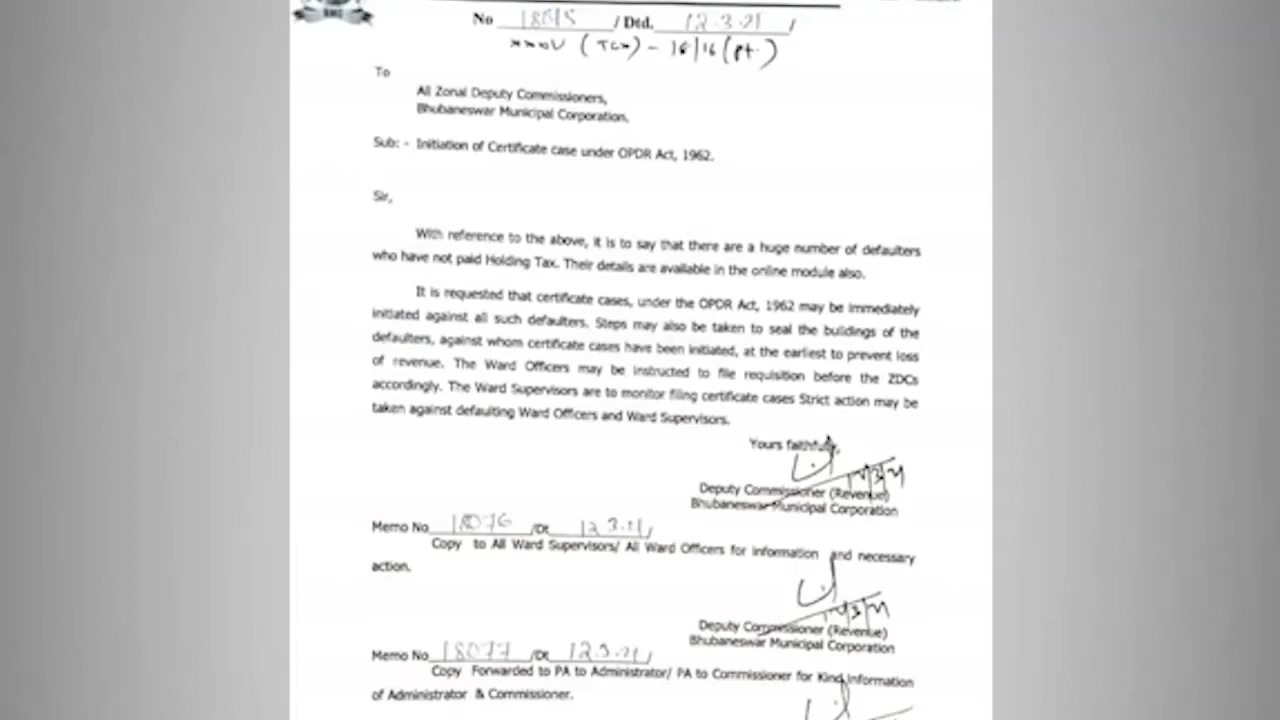 No 18075 / Dtd. 12.3.21/
To
All Zonal Deputy Commissioners,
Bhubaneswar Municipal Corporation.
Sub: - Initiation of Certificate case under OPDR Act, 1962.
Sir,
With reference to the above, it is to say that there are a huge number of defaulters
who have not paid Holding Tax. Their details are available in the online module also.
It is requested that certificate cases, under the OPDR Act, 1962 may be immediately
initiated against all such defaulters. Steps may also be taken to seal the buildings of the
defaulters, against whom certificate cases have been initiated, at the earliest to prevent loss
of revenue. The Ward Officers may be instructed to file requisition before the ZDCs
accordingly. The Ward Supervisors are to monitor filing certificate cases Strict action may be
taken against defaulting Ward Officers and Ward Supervisors.
Yours faithfully,
Deputy Commissioner (Revenue)
Bhubaneswar Municipal Corporation
Memo No 18076 /Dt 12.3.21/
Copy to All Ward Supervisors/ All Ward Officers for information and necessary
action.
Deputy Commissioner (Revenue)
Bhubaneswar Municipal Corporation
Memo No 18077 /Dt 12.3.21/
Copy Forwarded to PA to Administrator/ PA to Commissioner for Kind Information
of Administrator & Commissioner.